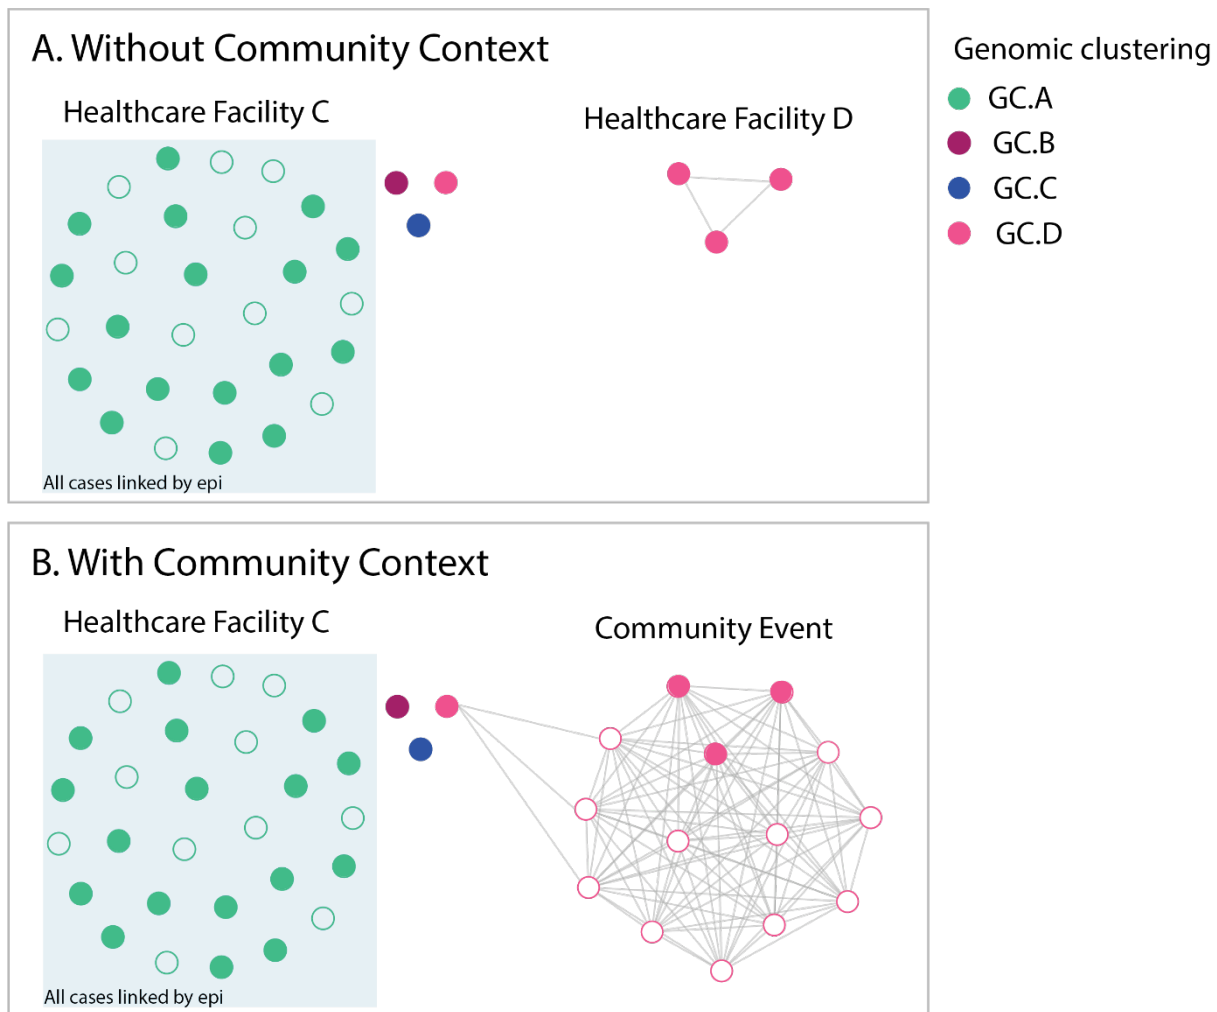 A. Without Community Context
Healthcare Facility C
Healthcare Facility D
All cases linked by epi
Genomic clustering
GC.A
GC.B
GC.C
GC.D
B. With Community Context
Healthcare Facility C
Community Event
All cases linked by epi